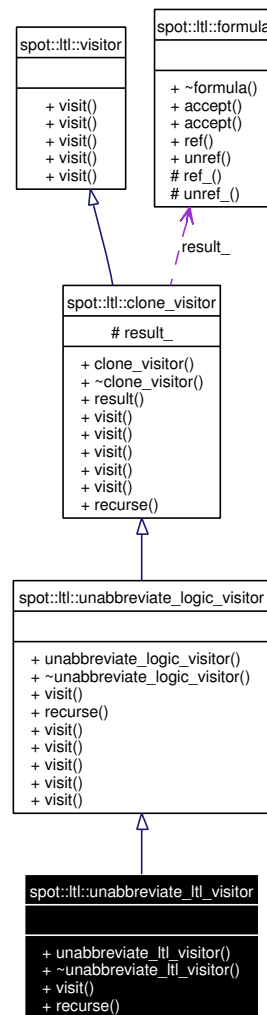 spot::ltl::visitor
+ visit()
+ visit()
+ visit()
+ visit()
+ visit()
spot::ltl::formula
+ ~formula()
+ accept()
+ accept()
+ ref()
+ unref()
# ref_()
# unref_()
result_
spot::ltl::clone_visitor
# result_
+ clone_visitor()
+ ~clone_visitor()
+ result()
+ visit()
+ visit()
+ visit()
+ visit()
+ visit()
+ recurse()
spot::ltl::unabbreviate_logic_visitor
+ unabbreviate_logic_visitor()
+ ~unabbreviate_logic_visitor()
+ visit()
+ recurse()
+ visit()
+ visit()
+ visit()
+ visit()
+ visit()
spot::ltl::unabbreviate_ltl_visitor
+ unabbreviate_ltl_visitor()
+ ~unabbreviate_ltl_visitor()
+ visit()
+ recurse()